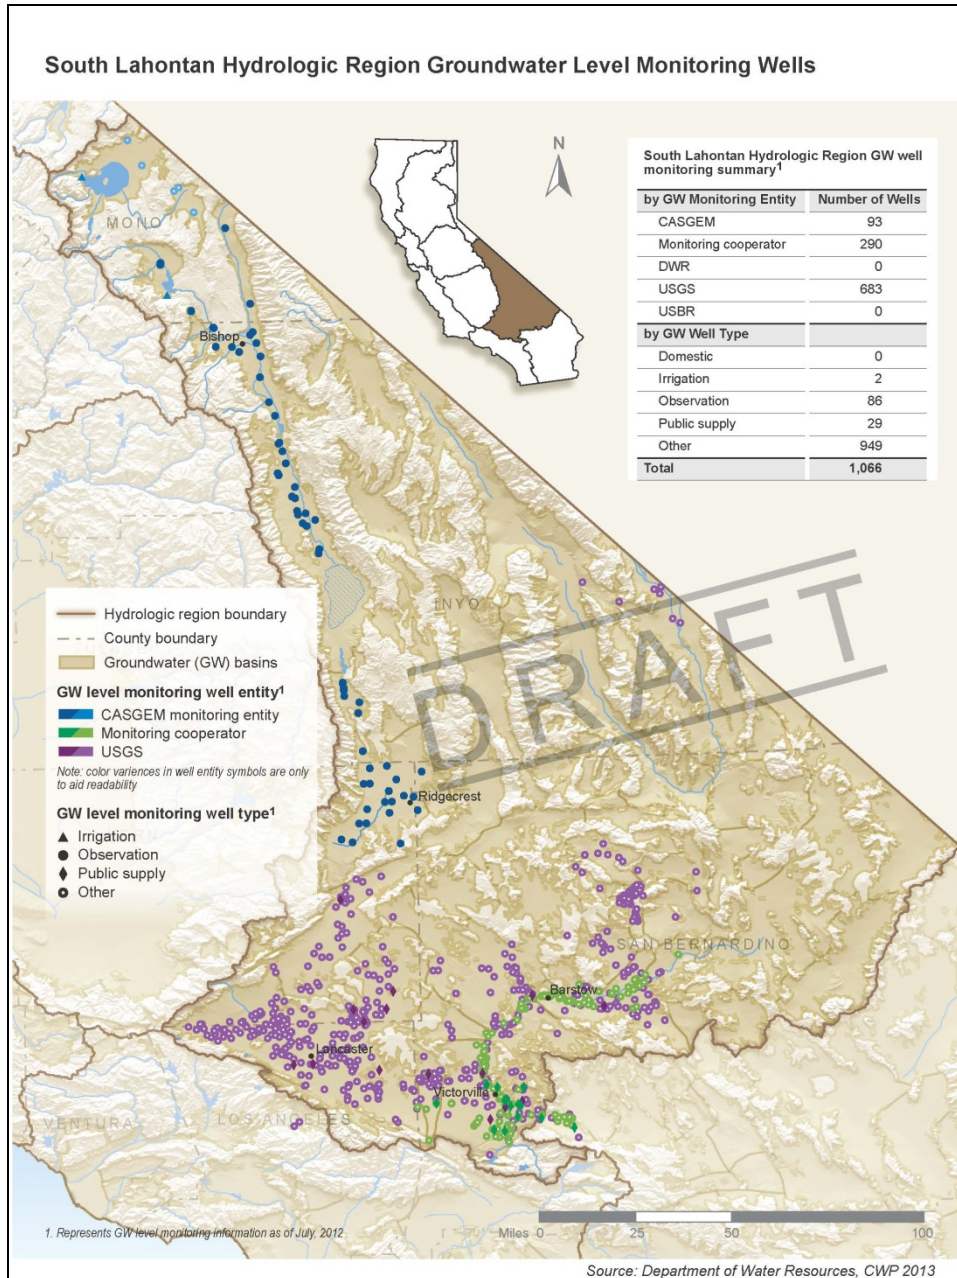 South Lahontan Hydrologic Region Groundwater Level Monitoring Wells
N
South Lahontan Hydrologic Region GW well
monitoring summary1
by GW Monitoring Entity Number of Wells
CASGEM 93
Monitoring cooperator 290
DWR 0
USGS 683
USBR 0
by GW Well Type
Domestic 0
Irrigation 2
Observation 86
Public supply 29
Other 949
Total 1,066
MONO
Bishop
INYO
DRAFT
Hydrologic region boundary
County boundary
Groundwater (GW) basins
GW level monitoring well entity1
CASGEM monitoring entity
Monitoring cooperator
USGS
Note: color variences in well entity symbols are only
to aid readability
GW level monitoring well type1
Irrigation
Observation
Public supply
Other
Ridgecrest
SAN BERNARDINO
Barstow
Lancaster
Victorville
VENTURA
LOS ANGELES
1. Represents GW level monitoring information as of July, 2012
Miles 0 25 50 100
Source: Department of Water Resources, CWP 2013